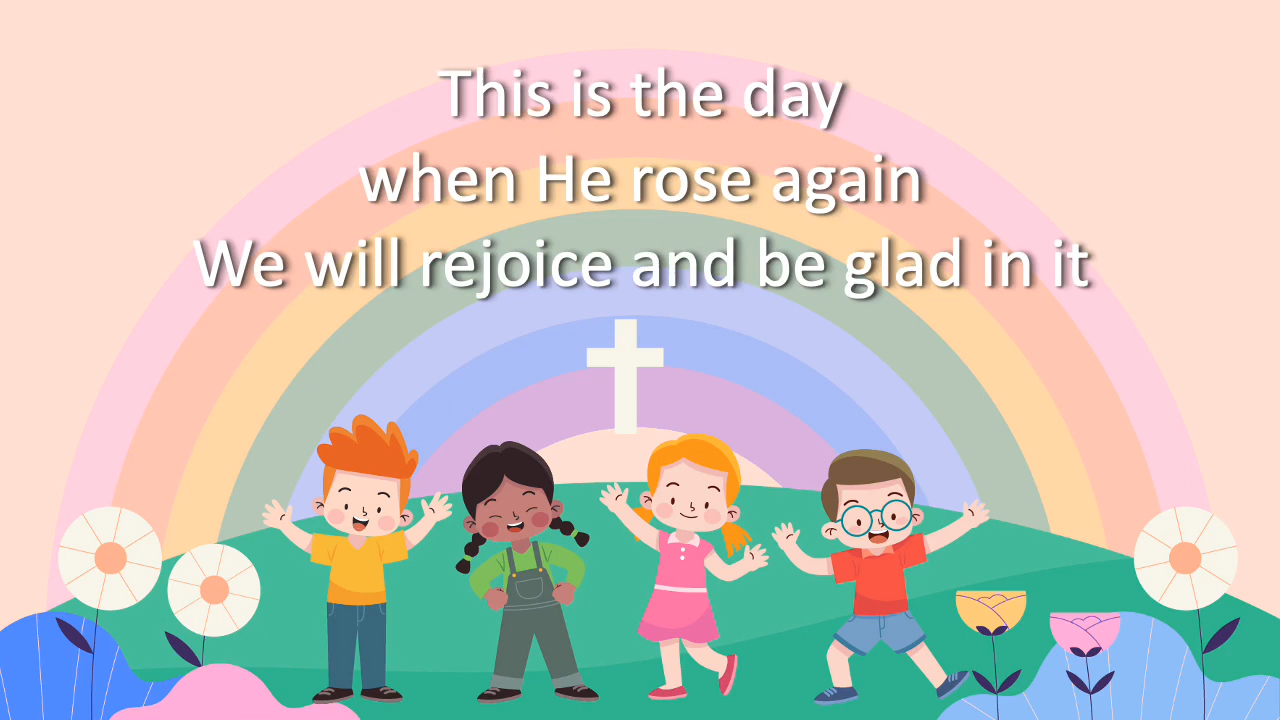 This is the day
when He rose again
We will rejoice and be glad in it